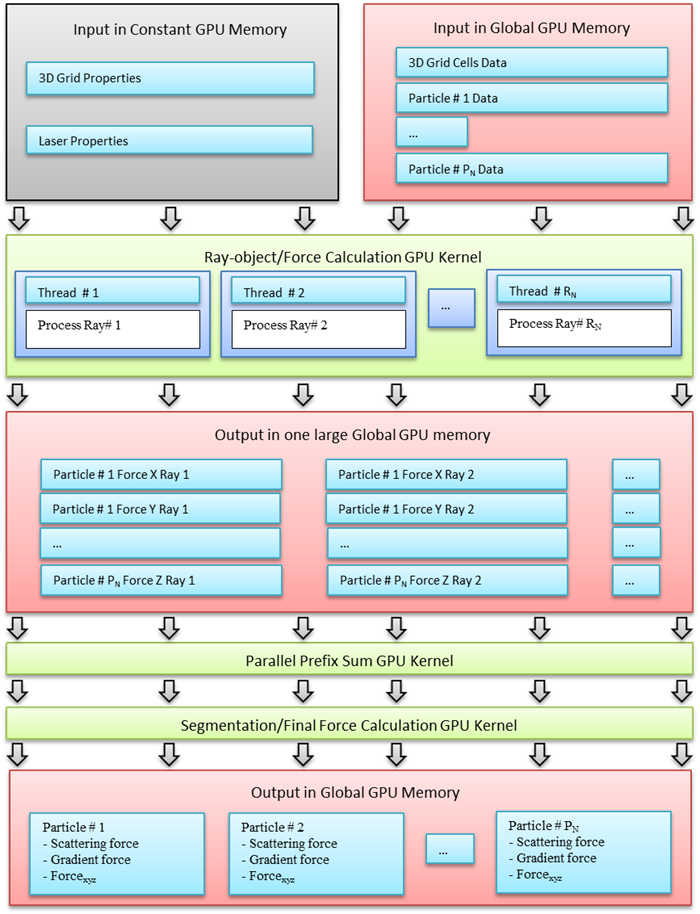 Input in Constant GPU Memory
3D Grid Properties
Laser Properties
Input in Global GPU Memory
3D Grid Cells Data
Particle # 1 Data
...
Particle # PN Data
Ray-object/Force Calculation GPU Kernel
Thread # 1
Process Ray# 1
Thread # 2
Process Ray# 2
...
Thread # RN
Process Ray# RN
Output in one large Global GPU memory
Particle # 1 Force X Ray 1
Particle # 1 Force X Ray 2
...
Particle # 1 Force Y Ray 1
Particle # 1 Force Y Ray 2
...
...
...
...
Particle # PN Force Z Ray 1
Particle # PN Force Z Ray 2
...
Parallel Prefix Sum GPU Kernel
Segmentation/Final Force Calculation GPU Kernel
Output in Global GPU Memory
Particle # 1
- Scattering force
- Gradient force
- Forcexyz
Particle # 2
- Scattering force
- Gradient force
- Forcexyz
...
Particle # PN
- Scattering force
- Gradient force
- Forcexyz